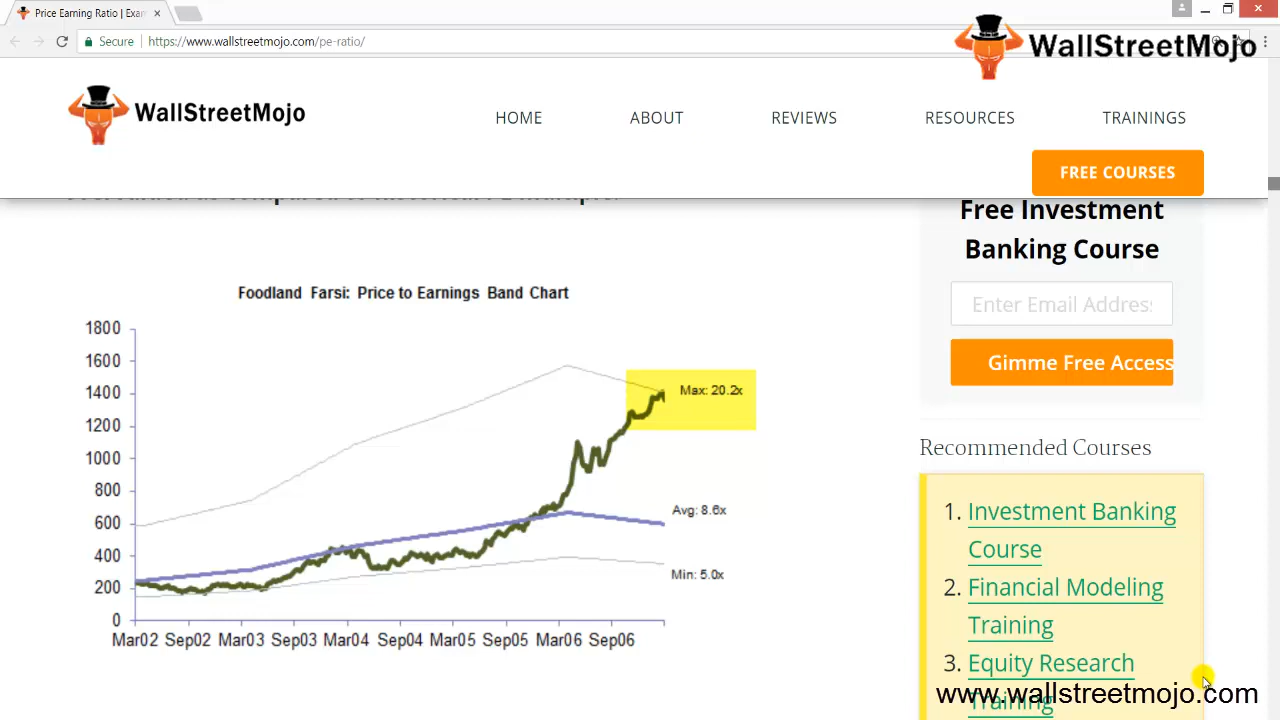 Price Earning Ratio | Exam
Secure | https://www.wallstreetmojo.com/pe-ratio/
WallStreetMojo
WallStreetMojo
HOME ABOUT REVIEWS RESOURCES TRAININGS
FREE COURSES
Free Investment
Banking Course
Enter Email Address
Gimme Free Access
Foodland Farsi: Price to Earnings Band Chart
1800
1600
1400
1200
1000
800
600
400
200
0
Max: 20.2x
Avg: 8.6x
Min: 5.0x
Mar02 Sep02 Mar03 Sep03 Mar04 Sep04 Mar05 Sep05 Mar06 Sep06
Recommended Courses
1. Investment Banking
Course
2. Financial Modeling
Training
3. Equity Research
Training
www.wallstreetmojo.com